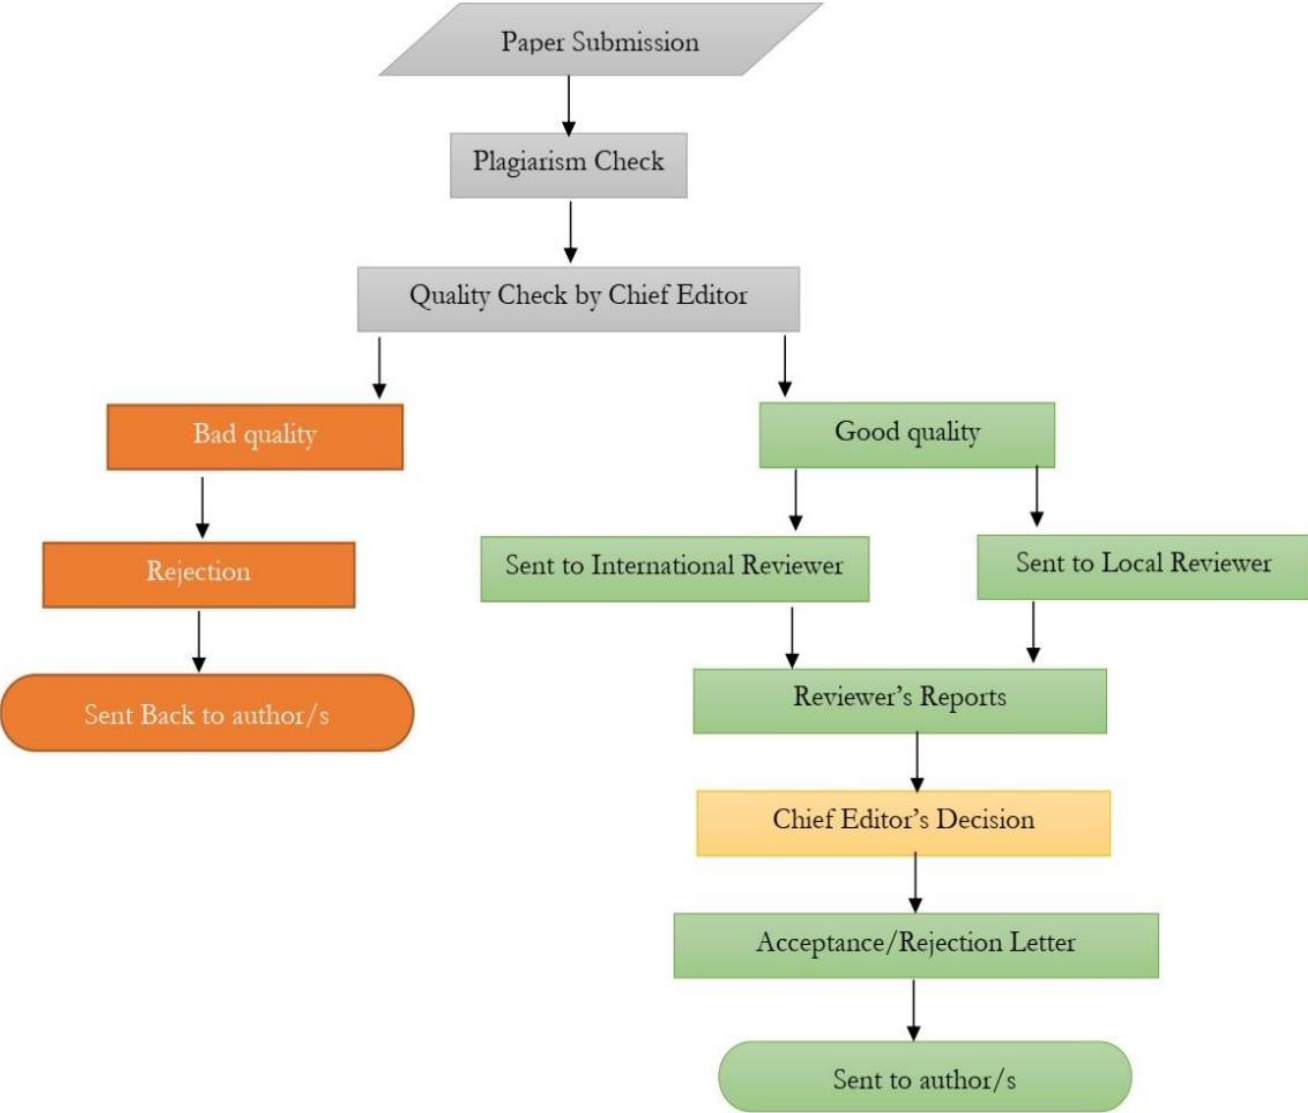 Paper Submission
Plagiarism Check
Quality Check by Chief Editor
Bad quality
Good quality
Rejection
Sent to International Reviewer
Sent to Local Reviewer
Sent Back to author/s
Reviewer’s Reports
Chief Editor’s Decision
Acceptance/Rejection Letter
Sent to author/s